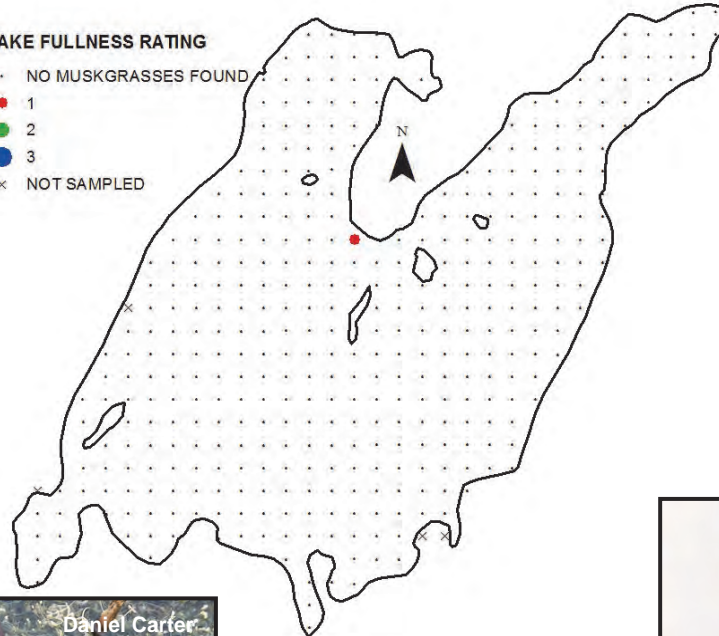 AKE FULLNESS RATING
NO MUSKGRASSES FOUND
1
2
3
NOT SAMPLED
N
Daniel Carter